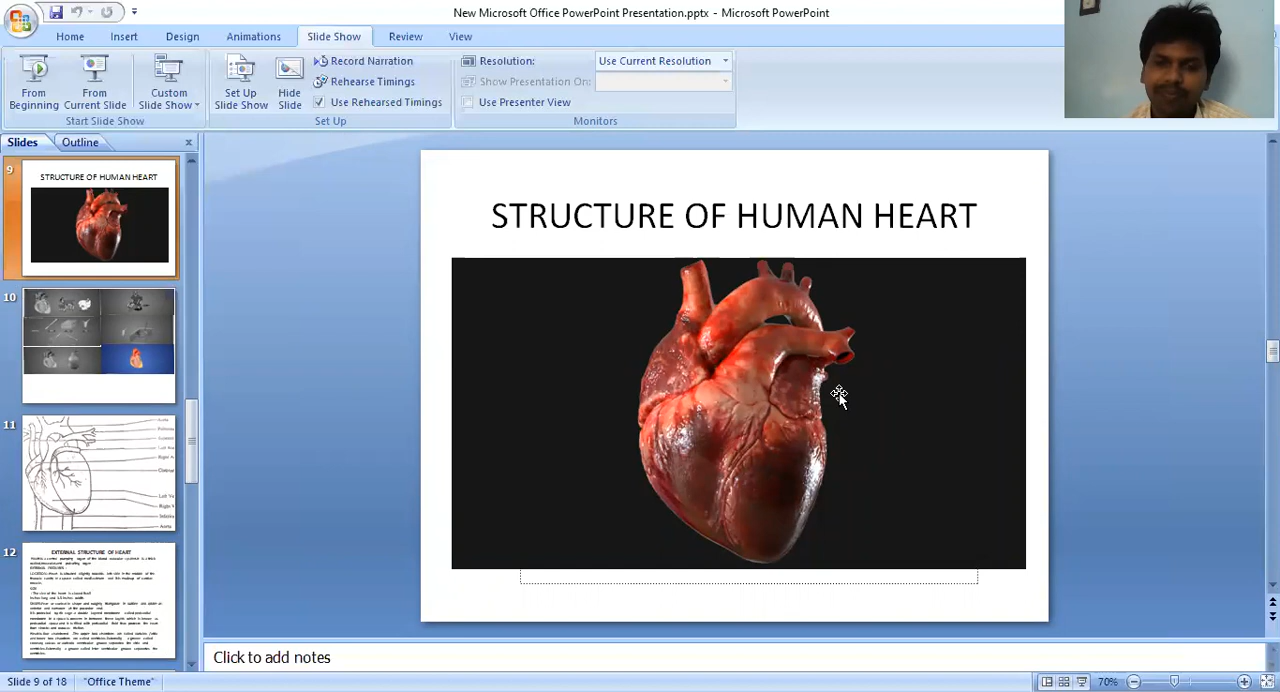 New Microsoft Office PowerPoint Presentation.pptx - Microsoft PowerPoint
Home Insert Design Animations Slide Show Review View
From Beginning
From Current Slide
Custom Slide Show
Start Slide Show
Set Up Slide Show
Hide Slide
Record Narration
Rehearse Timings
Use Rehearsed Timings
Set Up
Resolution: Use Current Resolution
Show Presentation On:
Use Presenter View
Monitors
Slides Outline
9
STRUCTURE OF HUMAN HEART
10
11
12
EXTERNAL STRUCTURE OF HEART
STRUCTURE OF HUMAN HEART
Click to add notes
Slide 9 of 18 "Office Theme" 70%